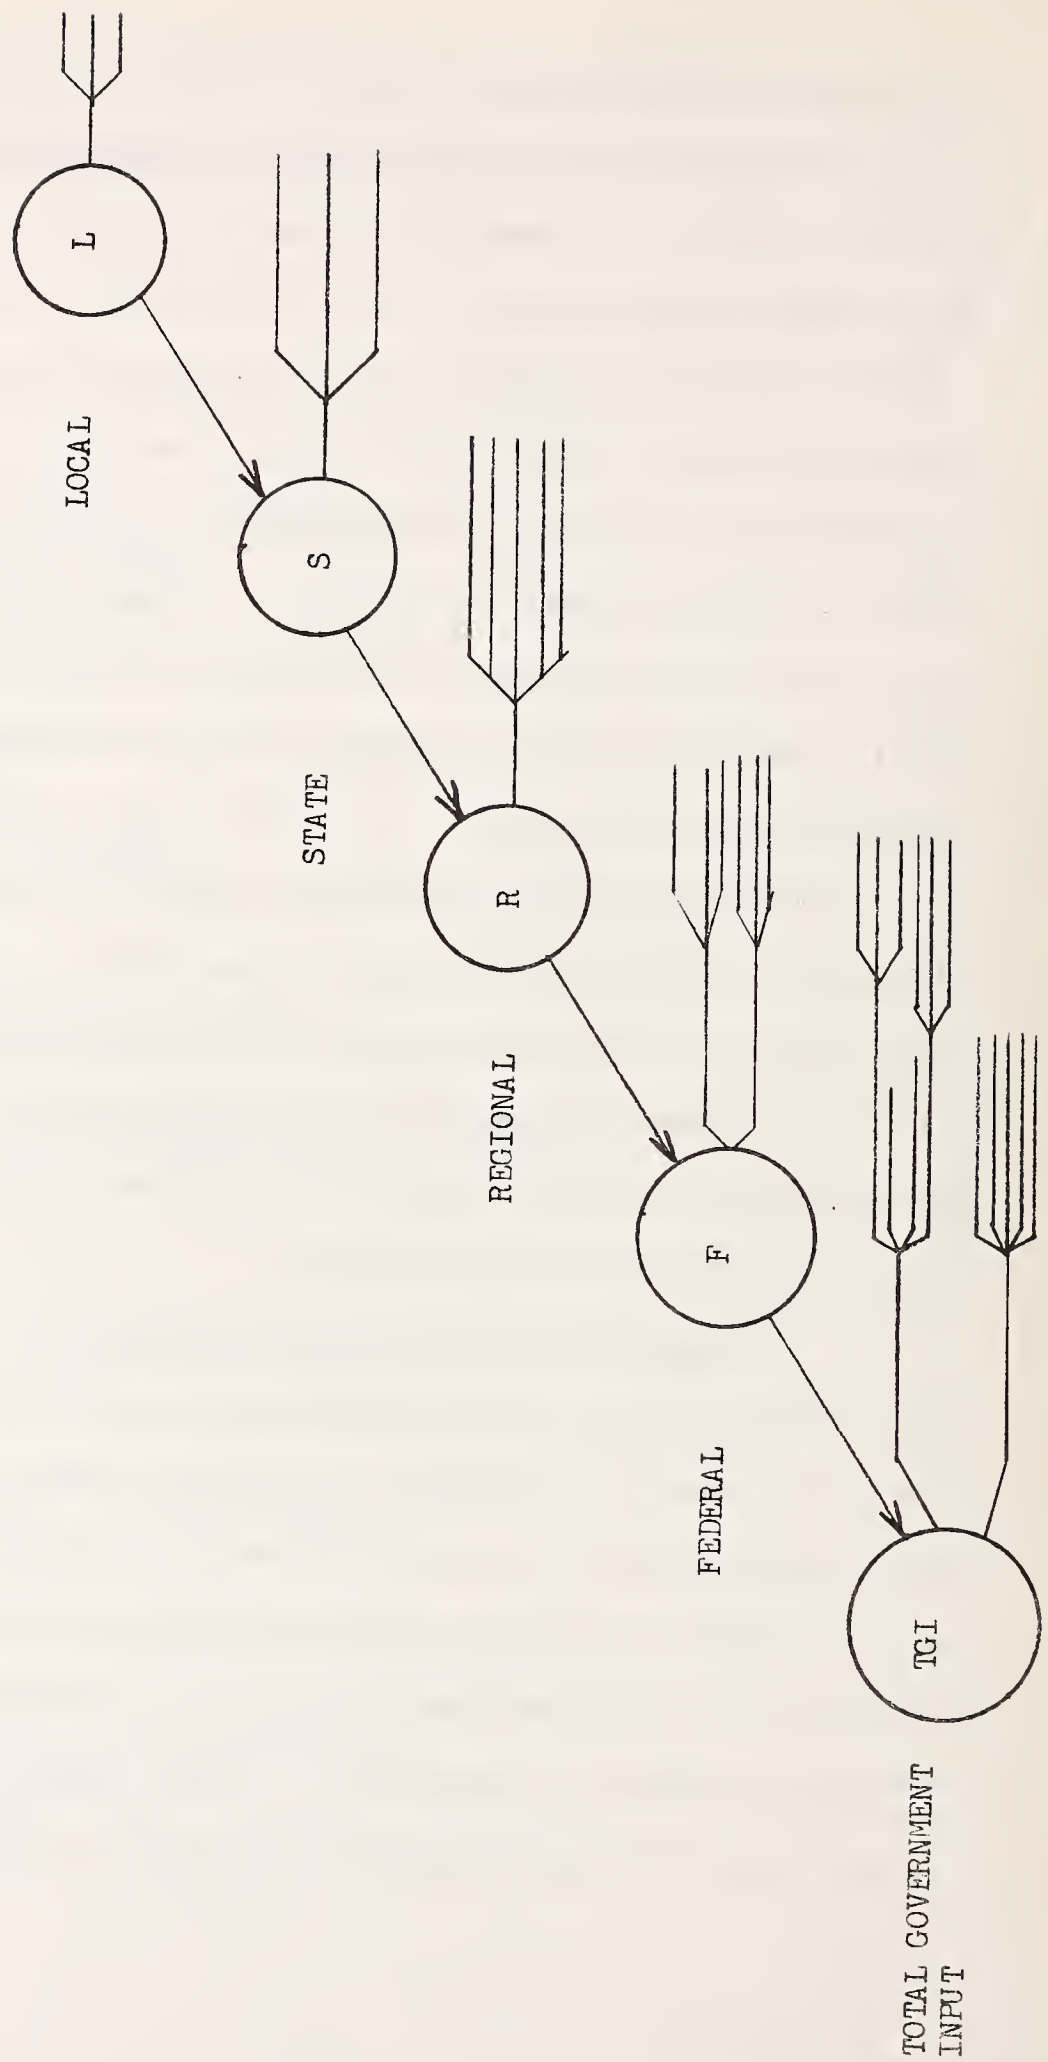 L
LOCAL
S
STATE
R
REGIONAL
F
FEDERAL
TGI
TOTAL GOVERNMENT
INPUT